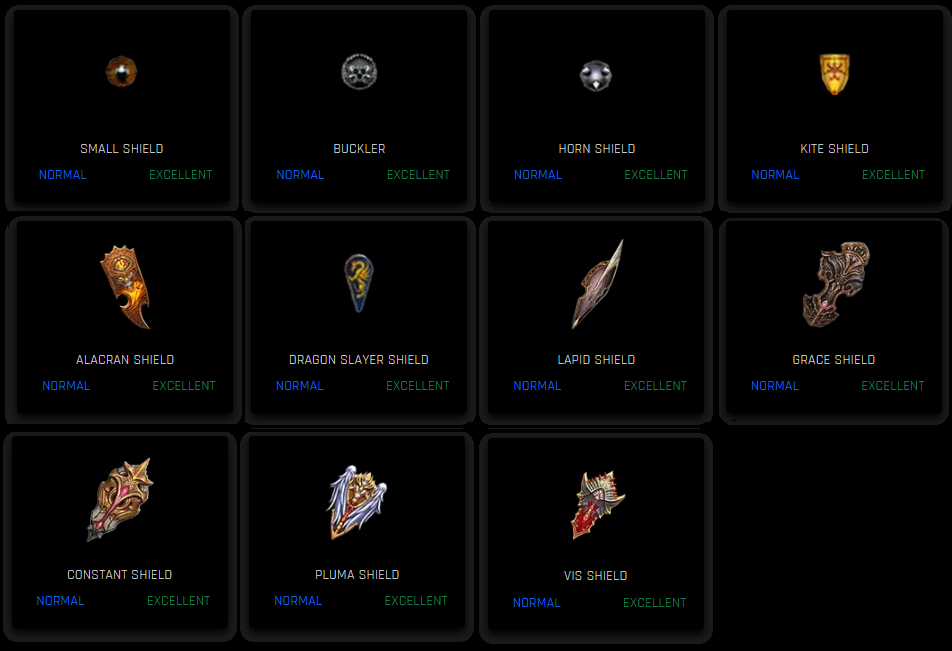 SMALL SHIELD
NORMAL EXCELLENT
BUCKLER
NORMAL EXCELLENT
HORN SHIELD
NORMAL EXCELLENT
KITE SHIELD
NORMAL EXCELLENT
ALACRAN SHIELD
NORMAL EXCELLENT
DRAGON SLAYER SHIELD
NORMAL EXCELLENT
LAPID SHIELD
NORMAL EXCELLENT
GRACE SHIELD
NORMAL EXCELLENT
CONSTANT SHIELD
NORMAL EXCELLENT
PLUMA SHIELD
NORMAL EXCELLENT
VIS SHIELD
NORMAL EXCELLENT